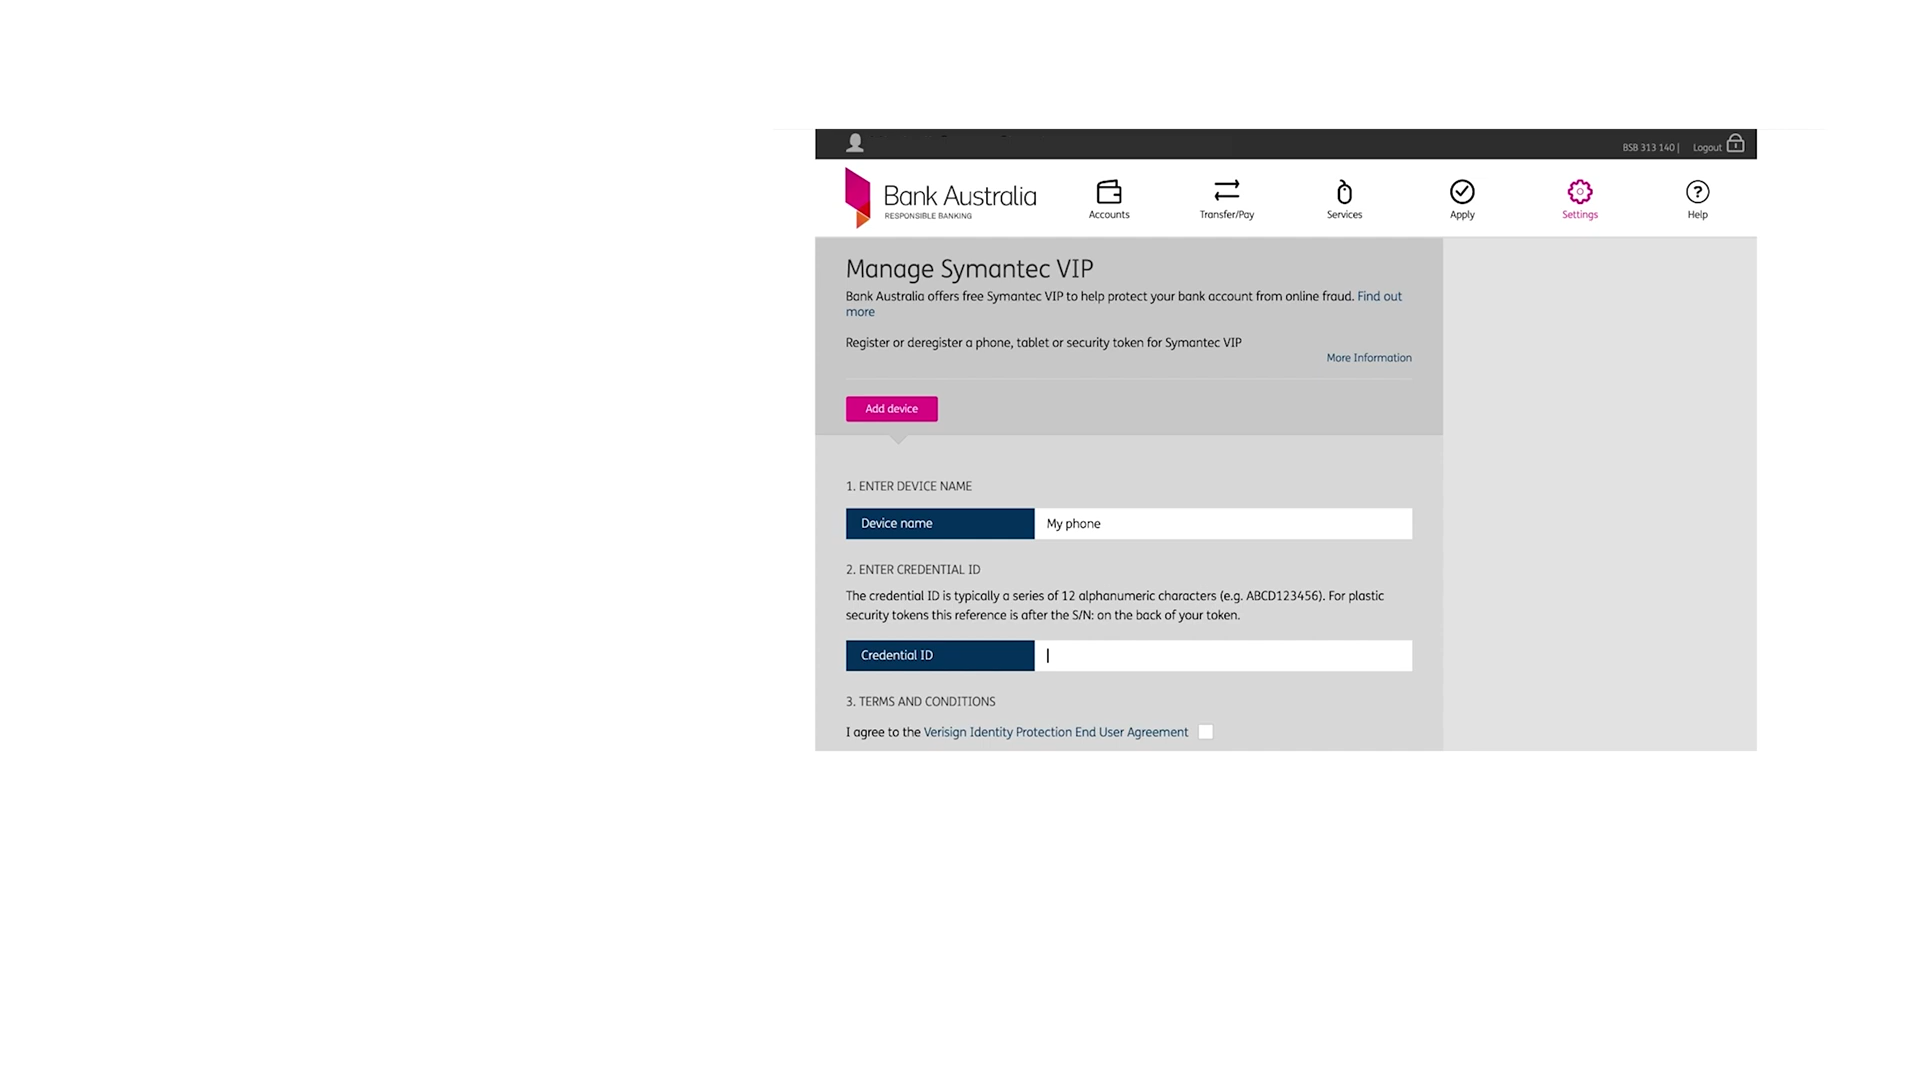 BSB 313 140 | Logout
Bank Australia
RESPONSIBLE BANKING
Accounts
Transfer/Pay
Services
Apply
Settings
Help
Manage Symantec VIP
Bank Australia offers free Symantec VIP to help protect your bank account from online fraud. Find out
more
Register or deregister a phone, tablet or security token for Symantec VIP
More Information
Add device
1. ENTER DEVICE NAME
Device name My phone
2. ENTER CREDENTIAL ID
The credential ID is typically a series of 12 alphanumeric characters (e.g. ABCD123456). For plastic
security tokens this reference is after the S/N: on the back of your token.
Credential ID
3. TERMS AND CONDITIONS
I agree to the Verisign Identity Protection End User Agreement